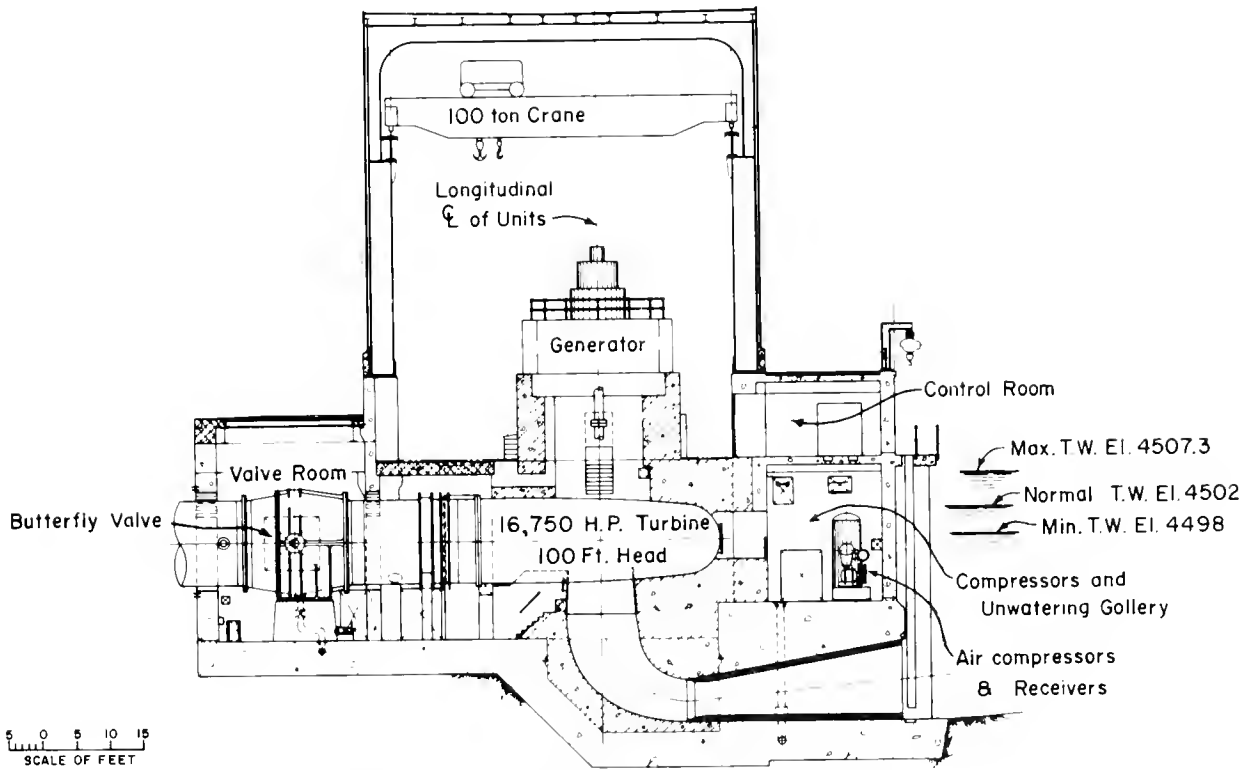 100 ton Crane
Longitudinal
℄ of Units
Generator
Control Room
Max. T.W. El. 4507.3
Valve Room
Normal T.W. El. 4502
Butterfly Valve
16,750 H.P. Turbine
100 Ft. Head
Min. T.W. El. 4498
Compressors and
Unwatering Gollery
Air compressors
& Receivers
5 0 5 10 15
SCALE OF FEET